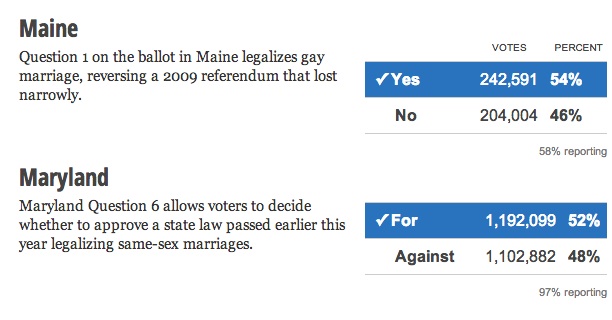 Maine
Question 1 on the ballot in Maine legalizes gay
marriage, reversing a 2009 referendum that lost
narrowly.
VOTES PERCENT
✓Yes 242,591 54%
No 204,004 46%
58% reporting
Maryland
Maryland Question 6 allows voters to decide
whether to approve a state law passed earlier this
year legalizing same-sex marriages.
✓For 1,192,099 52%
Against 1,102,882 48%
97% reporting